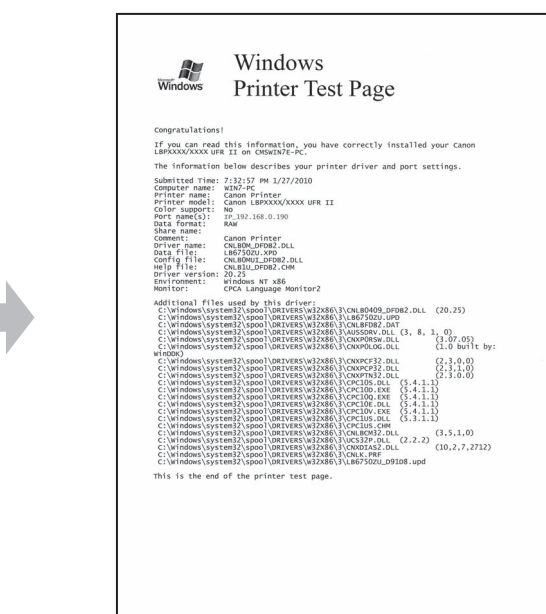 Windows
Printer Test Page
Microsoft
Windows
Congratulations!
If you can read this information, you have correctly installed your Canon
LBPXXXX/XXXX UFR II on CMSWIN7E-PC.
The information below describes your printer driver and port settings.
Submitted Time: 7:32:57 PM 1/27/2010
Computer name: WIN7-PC
Printer name: Canon Printer
Printer model: Canon LBPXXXX/XXXX UFR II
Color support: No
Port name(s): IP_192.168.0.190
Data format: RAW
Share name:
Comment: Canon Printer
Driver name: CNLB0M_DFDB2.DLL
Data file: LB6750ZU.XPD
Config file: CNLB0MUI_DFDB2.DLL
Help file: CNLB1U_DFDB2.CHM
Driver version: 20.25
Environment: Windows NT x86
Monitor: CPCA Language Monitor2
Additional files used by this driver:
C:\Windows\system32\spool\DRIVERS\W32X86\3\CNLB0409_DFDB2.DLL (20.25)
C:\Windows\system32\spool\DRIVERS\W32X86\3\LB6750ZU.UPD
C:\Windows\system32\spool\DRIVERS\W32X86\3\CNLBFDB2.DAT
C:\Windows\system32\spool\DRIVERS\W32X86\3\AUSSDRV.DLL (3, 8, 1, 0)
C:\Windows\system32\spool\DRIVERS\W32X86\3\CNXP0RSW.DLL (3.07.05)
C:\Windows\system32\spool\DRIVERS\W32X86\3\CNXP0LOG.DLL (1.0 built by:
WinDDK)
C:\Windows\system32\spool\DRIVERS\W32X86\3\CNXPCF32.DLL (2,3,0,0)
C:\Windows\system32\spool\DRIVERS\W32X86\3\CNXPCP32.DLL (2,3,1,0)
C:\Windows\system32\spool\DRIVERS\W32X86\3\CNXPTN32.DLL (2.3.0.0)
C:\Windows\system32\spool\DRIVERS\W32X86\3\CPC10S.DLL (5.4.1.1)
C:\Windows\system32\spool\DRIVERS\W32X86\3\CPC10D.EXE (5.4.1.1)
C:\Windows\system32\spool\DRIVERS\W32X86\3\CPC10Q.EXE (5.4.1.1)
C:\Windows\system32\spool\DRIVERS\W32X86\3\CPC10E.DLL (5.4.1.1)
C:\Windows\system32\spool\DRIVERS\W32X86\3\CPC10V.EXE (5.4.1.1)
C:\Windows\system32\spool\DRIVERS\W32X86\3\CPC1US.DLL (5.3.1.1)
C:\Windows\system32\spool\DRIVERS\W32X86\3\CPC1US.CHM
C:\Windows\system32\spool\DRIVERS\W32X86\3\CNLBCM32.DLL (3,5,1,0)
C:\Windows\system32\spool\DRIVERS\W32X86\3\UCS32P.DLL (2.2.2)
C:\Windows\system32\spool\DRIVERS\W32X86\3\CNXDIAS2.DLL (10,2,7,2712)
C:\Windows\system32\spool\DRIVERS\W32X86\3\CNLK.PRF
C:\Windows\system32\spool\DRIVERS\W32X86\3\LB6750ZU_D91D8.upd
This is the end of the printer test page.